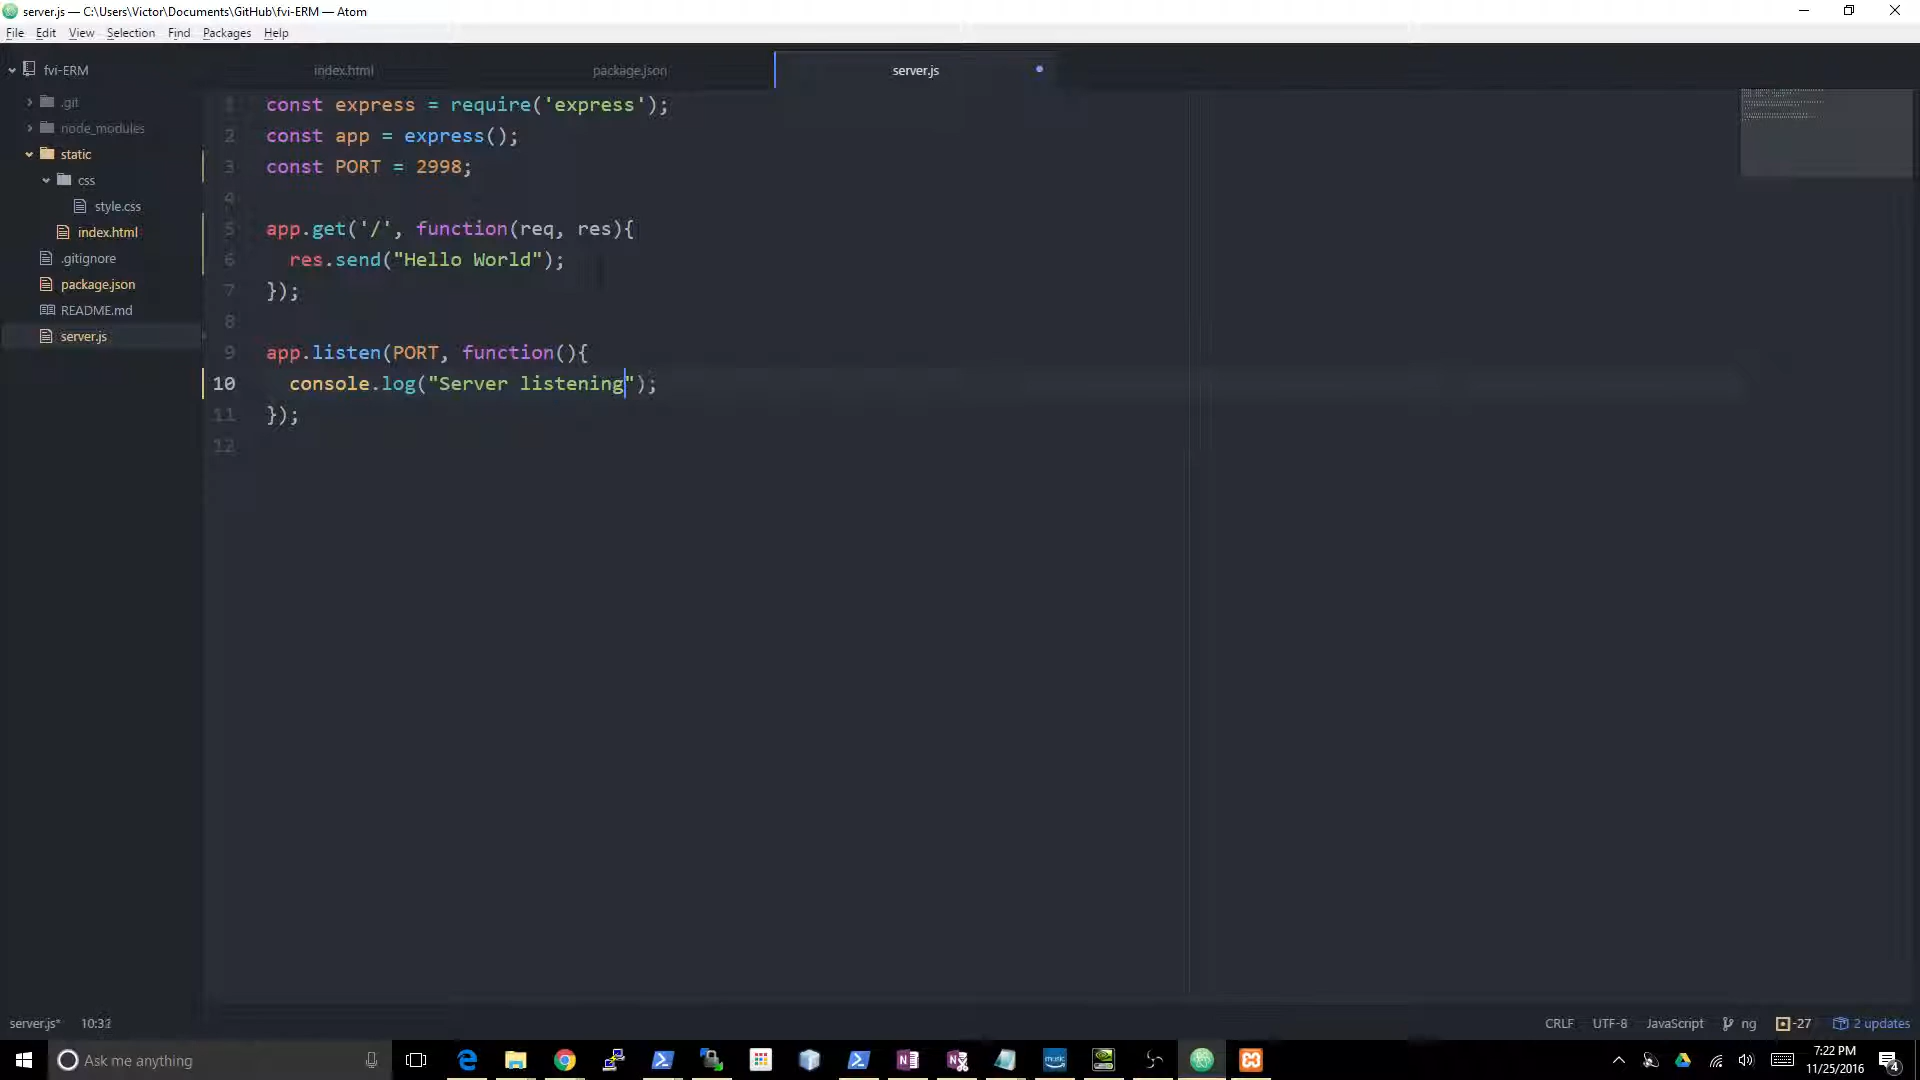 server.js — C:\Users\Victor\Documents\GitHub\fvi-ERM — Atom
File Edit View Selection Find Packages Help
fvi-ERM
.git
node_modules
static
css
style.css
index.html
.gitignore
package.json
README.md
server.js
index.html package.json server.js
1 const express = require('express');
2 const app = express();
3 const PORT = 2998;
4
5 app.get('/', function(req, res){
6 res.send("Hello World");
7 });
8
9 app.listen(PORT, function(){
10 console.log("Server listening");
11 });
12
server.js* 10:32 CRLF UTF-8 JavaScript ng -27 2 updates
Ask me anything
music
7:22 PM
11/25/2016
4